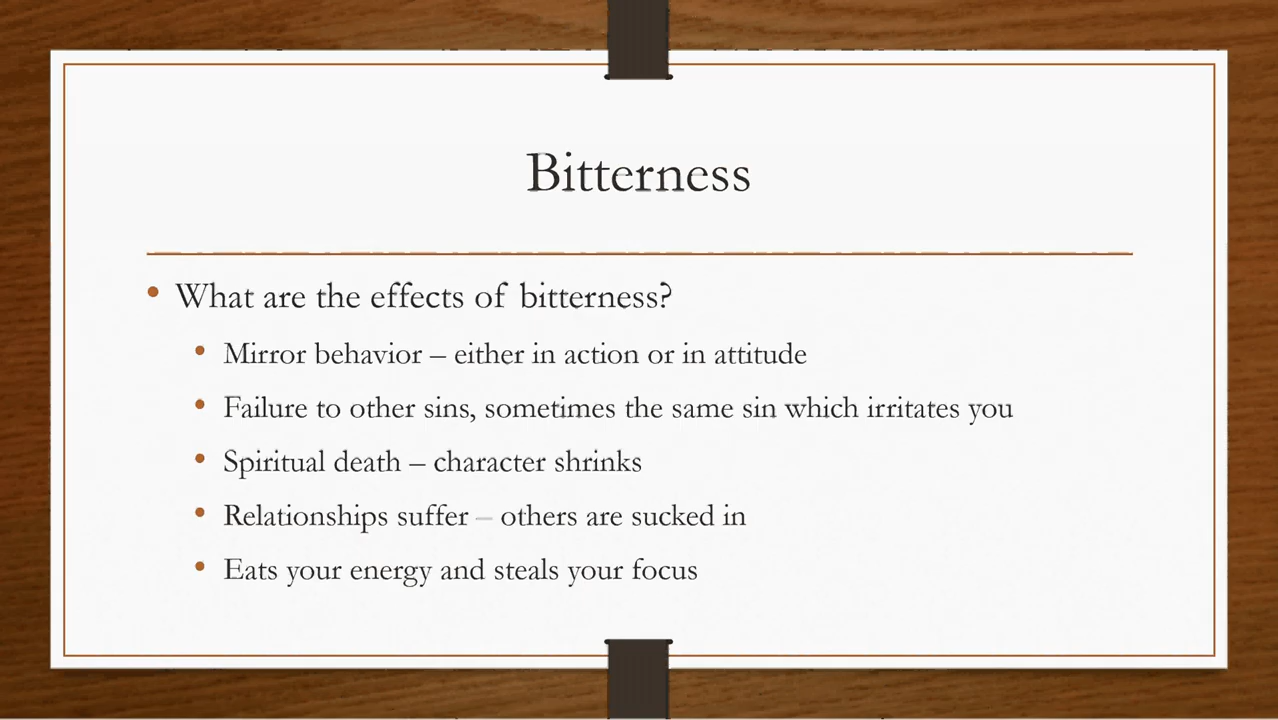 Bitterness
• What are the effects of bitterness?
• Mirror behavior – either in action or in attitude
• Failure to other sins, sometimes the same sin which irritates you
• Spiritual death – character shrinks
• Relationships suffer – others are sucked in
• Eats your energy and steals your focus